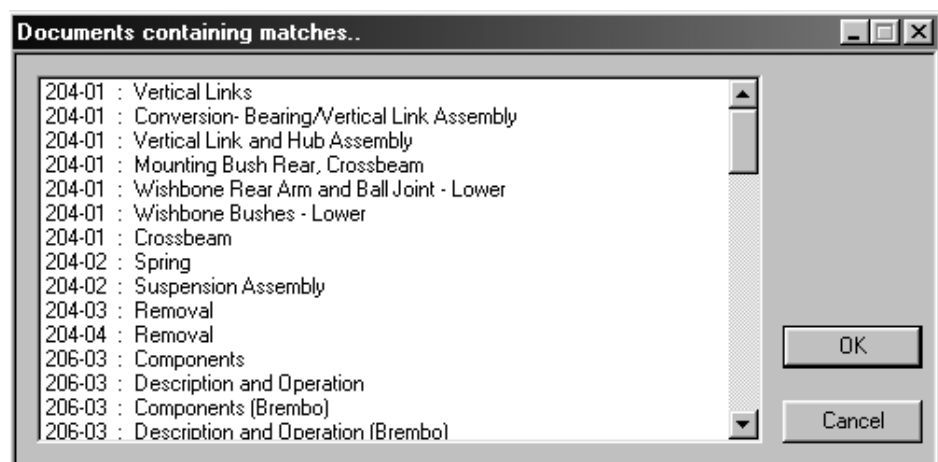 Documents containing matches..
204-01 : Vertical Links
204-01 : Conversion- Bearing/Vertical Link Assembly
204-01 : Vertical Link and Hub Assembly
204-01 : Mounting Bush Rear, Crossbeam
204-01 : Wishbone Rear Arm and Ball Joint - Lower
204-01 : Wishbone Bushes - Lower
204-01 : Crossbeam
204-02 : Spring
204-02 : Suspension Assembly
204-03 : Removal
204-04 : Removal
206-03 : Components
206-03 : Description and Operation
206-03 : Components (Brembo)
206-03 : Description and Operation (Brembo)
OK
Cancel